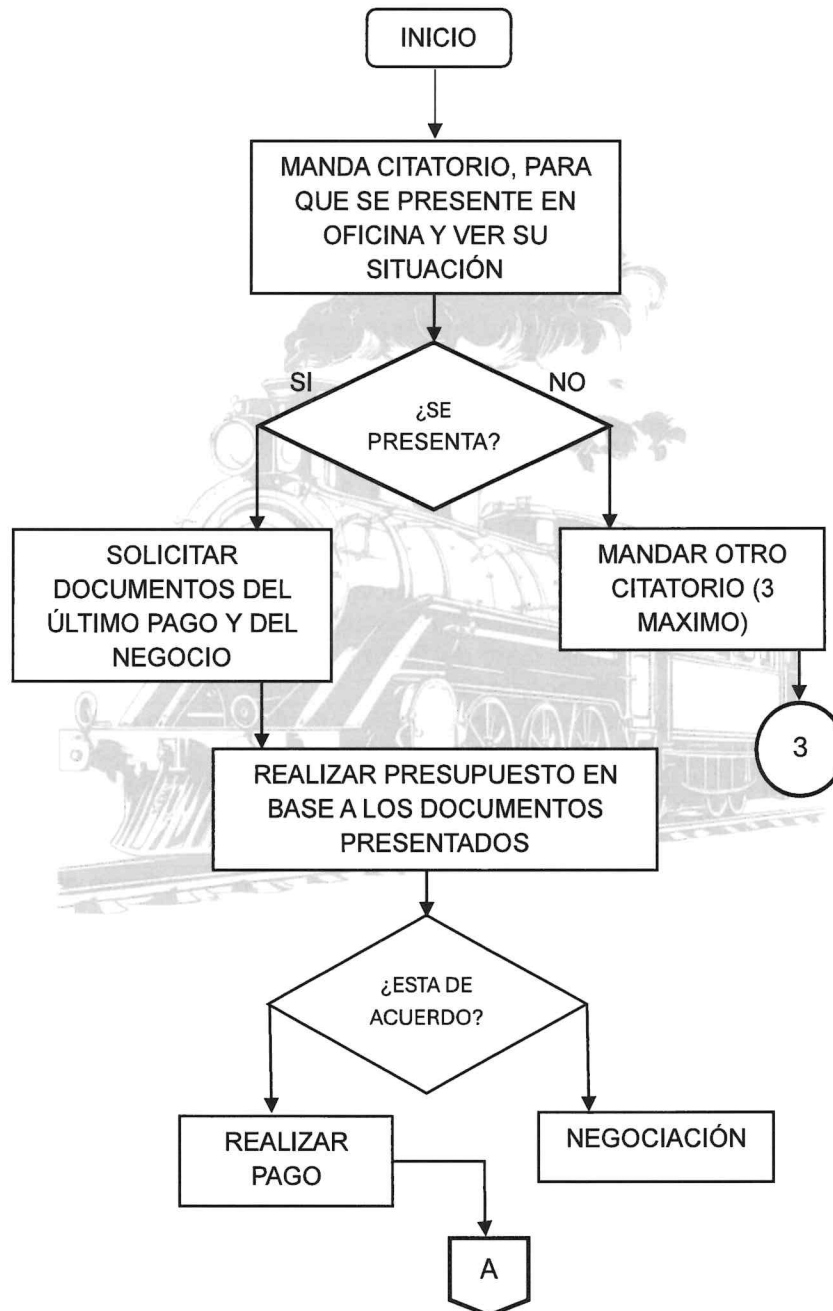 INICIO
MANDA CITATORIO, PARA
QUE SE PRESENTE EN
OFICINA Y VER SU
SITUACIÓN
SI
NO
¿SE
PRESENTA?
SOLICITAR
DOCUMENTOS DEL
ÚLTIMO PAGO Y DEL
NEGOCIO
MANDAR OTRO
CITATORIO (3
MAXIMO)
3
REALIZAR PRESUPUESTO EN
BASE A LOS DOCUMENTOS
PRESENTADOS
¿ESTA DE
ACUERDO?
REALIZAR
PAGO
NEGOCIACIÓN
A